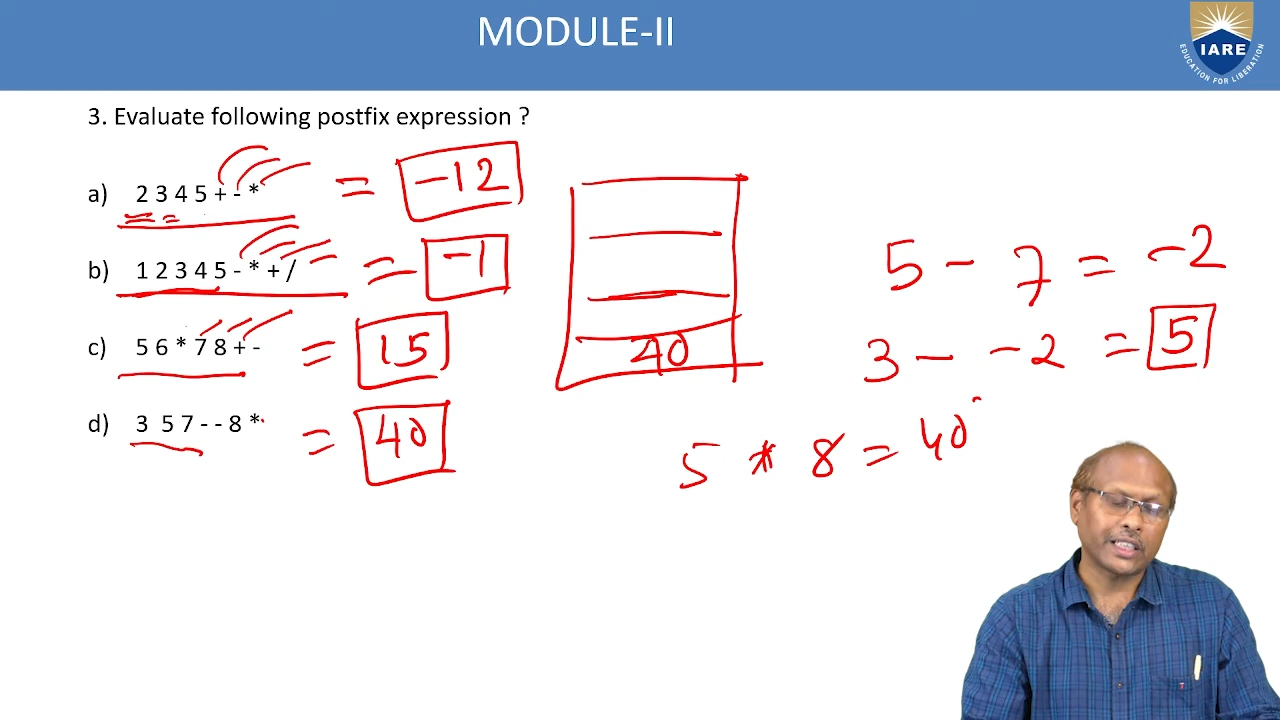 MODULE-II
IARE
EDUCATION FOR LIBERATION
3. Evaluate following postfix expression ?
a) 2 3 4 5 + - * = -12
b) 1 2 3 4 5 - * + / = -1
c) 5 6 * 7 8 + - = 15
d) 3 5 7 - - 8 * = 40
40
5 - 7 = -2
3 - -2 = 5
5 * 8 = 40